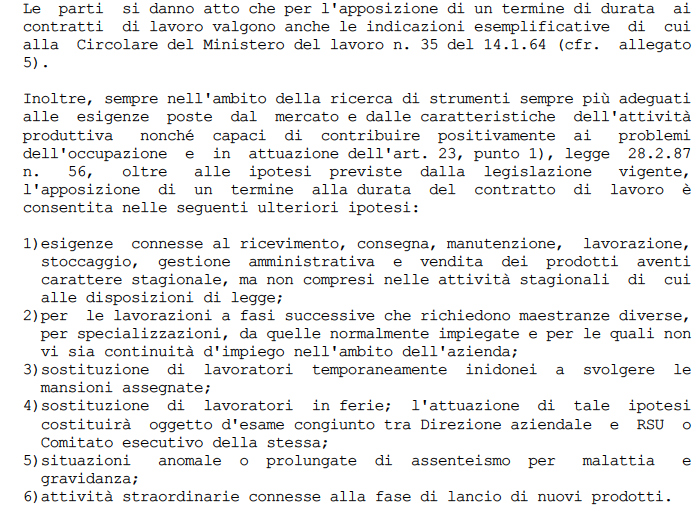 Le parti si danno atto che per l'apposizione di un termine di durata ai
contratti di lavoro valgono anche le indicazioni esemplificative di cui
alla Circolare del Ministero del lavoro n. 35 del 14.1.64 (cfr. allegato
5).
Inoltre, sempre nell'ambito della ricerca di strumenti sempre più adeguati
alle esigenze poste dal mercato e dalle caratteristiche dell'attività
produttiva nonché capaci di contribuire positivamente ai problemi
dell'occupazione e in attuazione dell'art. 23, punto 1), legge 28.2.87
n. 56, oltre alle ipotesi previste dalla legislazione vigente,
l'apposizione di un termine alla durata del contratto di lavoro è
consentita nelle seguenti ulteriori ipotesi:
1)esigenze connesse al ricevimento, consegna, manutenzione, lavorazione,
stoccaggio, gestione amministrativa e vendita dei prodotti aventi
carattere stagionale, ma non compresi nelle attività stagionali di cui
alle disposizioni di legge;
2)per le lavorazioni a fasi successive che richiedono maestranze diverse,
per specializzazioni, da quelle normalmente impiegate e per le quali non
vi sia continuità d'impiego nell'ambito dell'azienda;
3)sostituzione di lavoratori temporaneamente inidonei a svolgere le
mansioni assegnate;
4)sostituzione di lavoratori in ferie; l'attuazione di tale ipotesi
costituirà oggetto d'esame congiunto tra Direzione aziendale e RSU o
Comitato esecutivo della stessa;
5)situazioni anomale o prolungate di assenteismo per malattia e
gravidanza;
6)attività straordinarie connesse alla fase di lancio di nuovi prodotti.